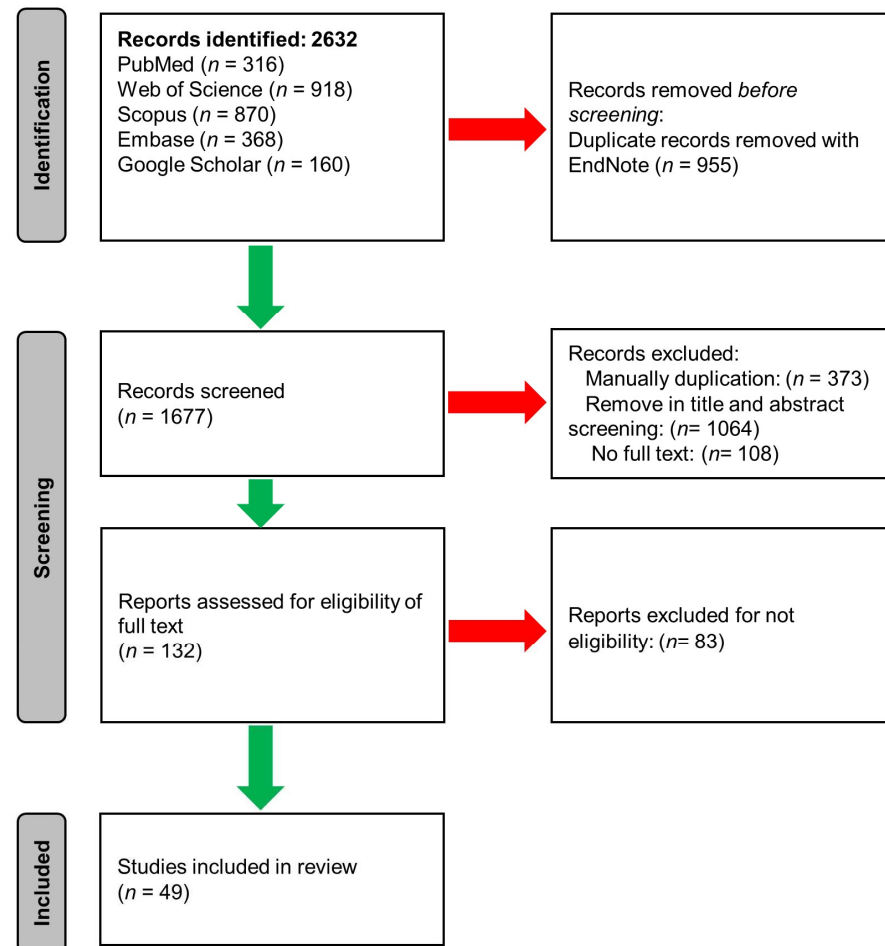 Identification
Records identified: 2632
PubMed (n = 316)
Web of Science (n = 918)
Scopus (n = 870)
Embase (n = 368)
Google Scholar (n = 160)
Records removed before
screening:
Duplicate records removed with
EndNote (n = 955)
Screening
Records screened
(n = 1677)
Records excluded:
Manually duplication: (n = 373)
Remove in title and abstract
screening: (n= 1064)
No full text: (n= 108)
Reports assessed for eligibility of
full text
(n = 132)
Reports excluded for not
eligibility: (n= 83)
Included
Studies included in review
(n = 49)